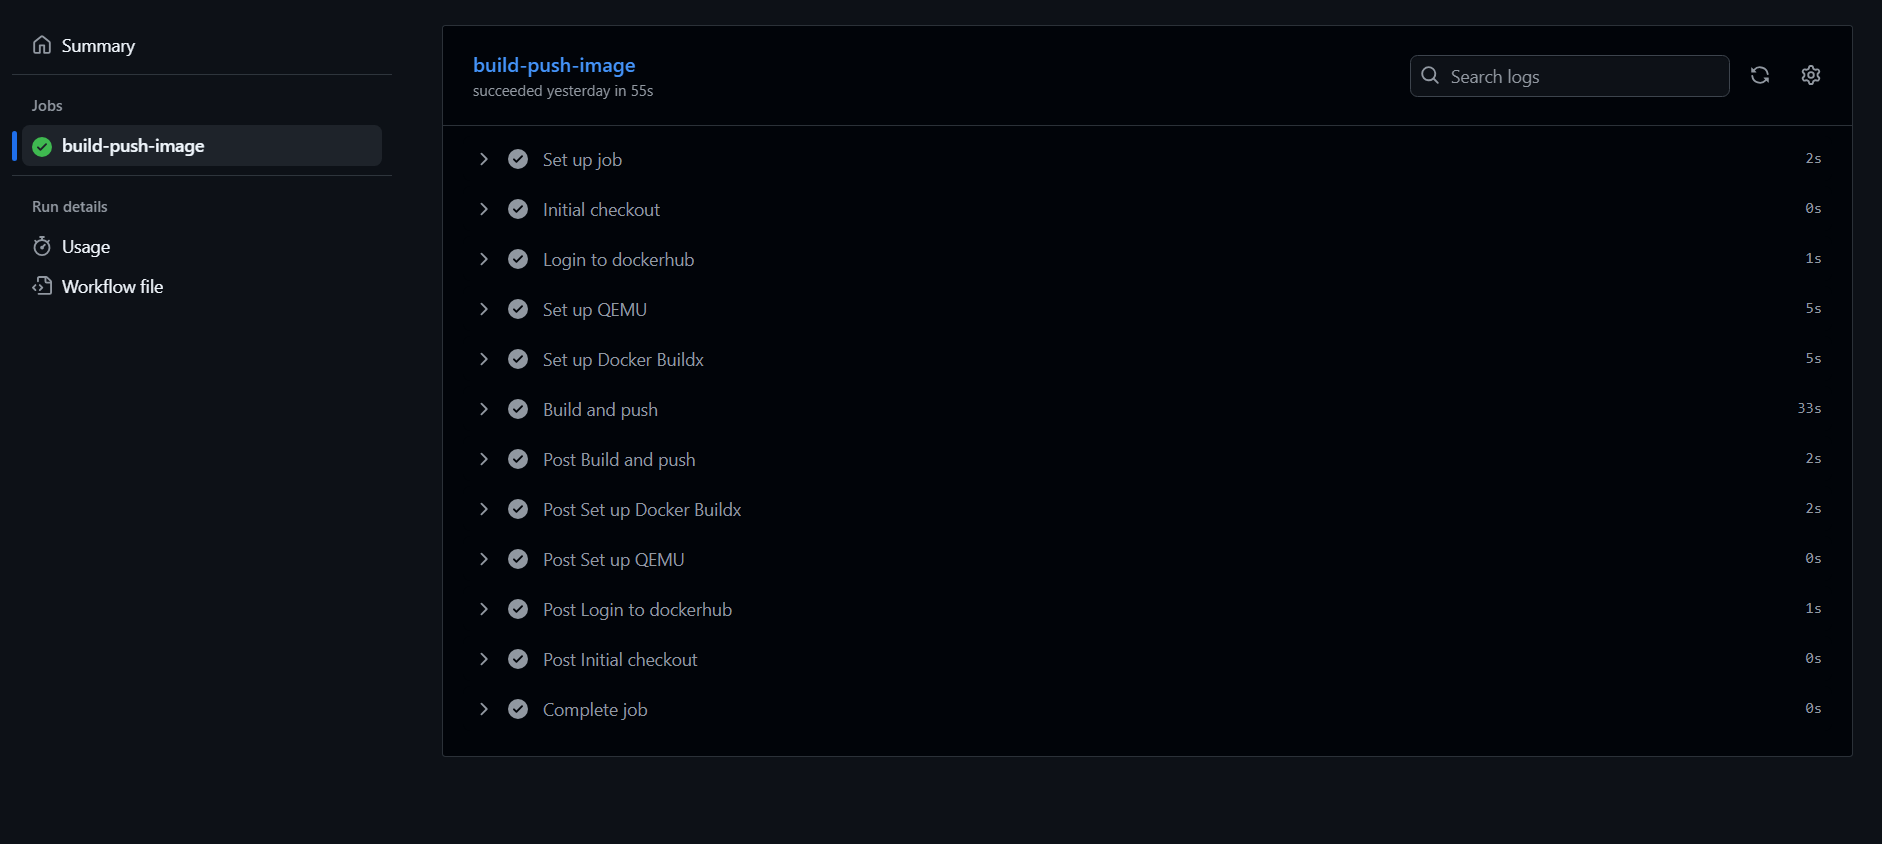 Summary
Jobs
build-push-image
Run details
Usage
Workflow file
build-push-image
succeeded yesterday in 55s
Search logs
Set up job 2s
Initial checkout 0s
Login to dockerhub 1s
Set up QEMU 5s
Set up Docker Buildx 5s
Build and push 33s
Post Build and push 2s
Post Set up Docker Buildx 2s
Post Set up QEMU 0s
Post Login to dockerhub 1s
Post Initial checkout 0s
Complete job 0s